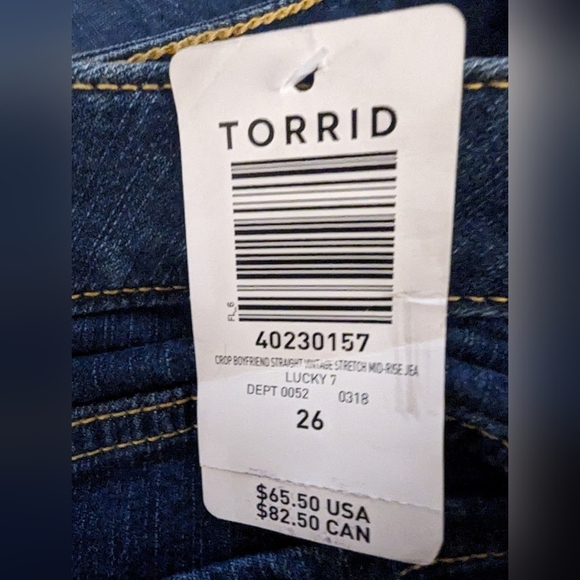 TORRID
FL_6
40230157
CROP BOYFRIEND STRAIGHT VINTAGE STRETCH MID-RISE JEA
LUCKY 7
DEPT 0052 0318
26
$65.50 USA
$82.50 CAN